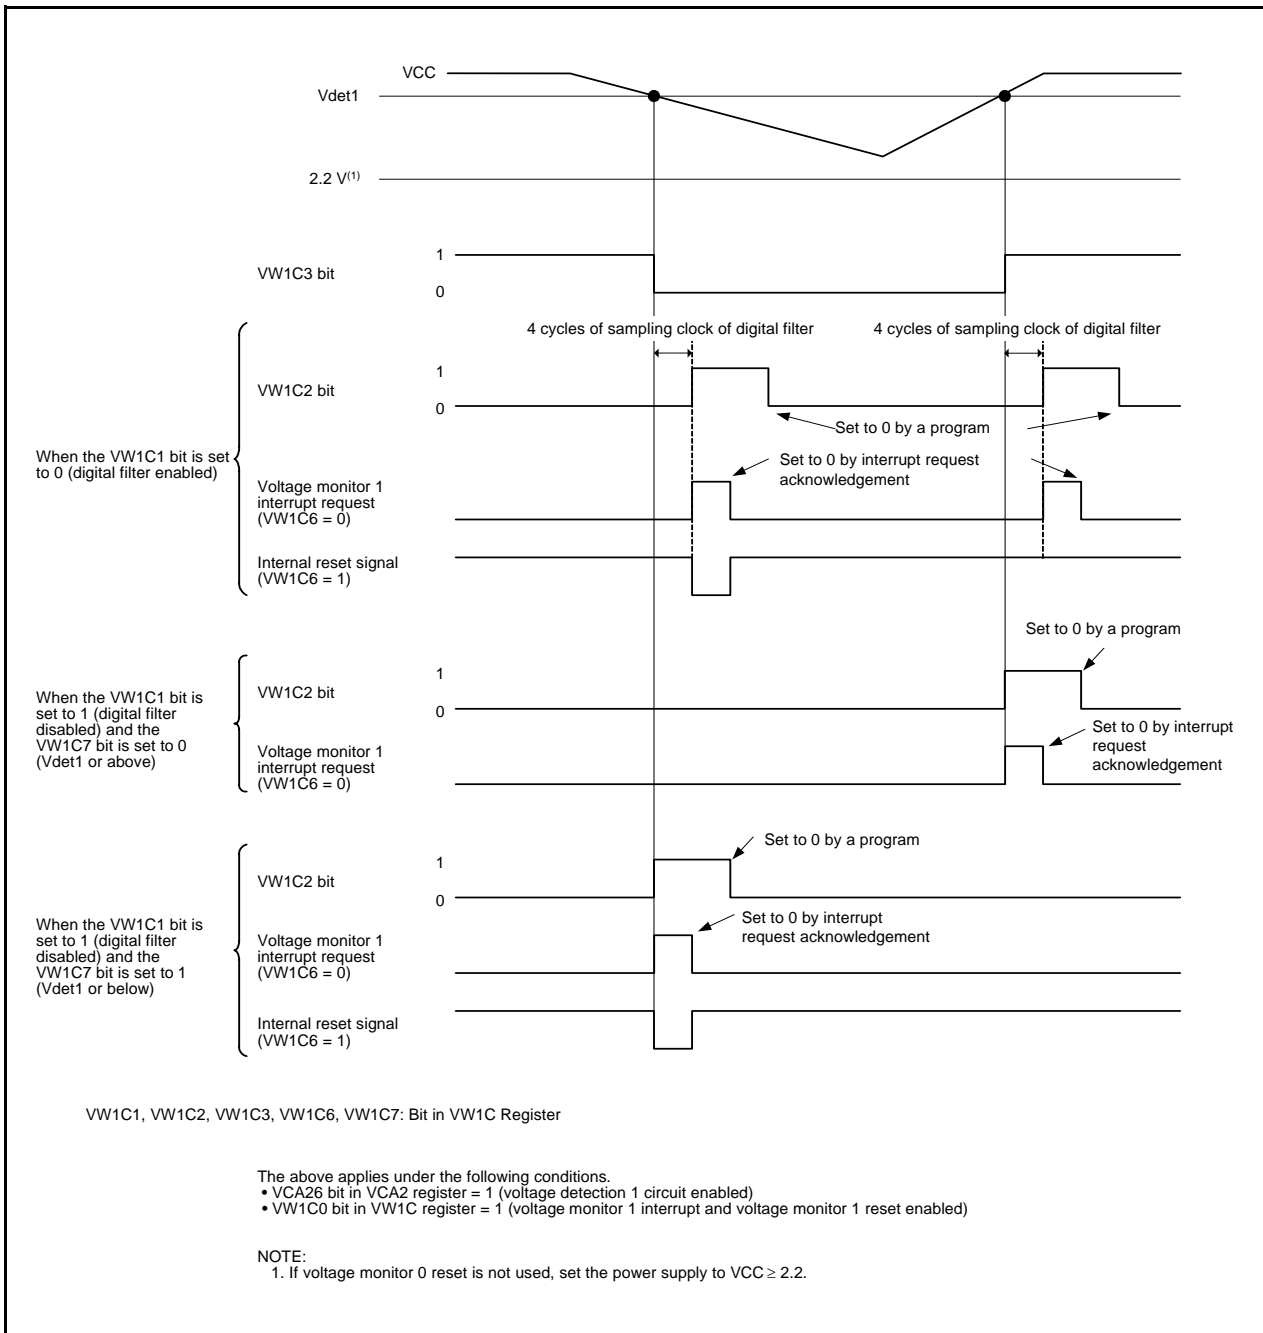 VCC
Vdet1
2.2 V(1)
VW1C3 bit
1
0
4 cycles of sampling clock of digital filter
4 cycles of sampling clock of digital filter
When the VW1C1 bit is set
to 0 (digital filter enabled)
VW1C2 bit
1
0
Set to 0 by a program
Set to 0 by interrupt request
acknowledgement
Voltage monitor 1
interrupt request
(VW1C6 = 0)
Internal reset signal
(VW1C6 = 1)
Set to 0 by a program
When the VW1C1 bit is
set to 1 (digital filter
disabled) and the
VW1C7 bit is set to 0
(Vdet1 or above)
VW1C2 bit
1
0
Voltage monitor 1
interrupt request
(VW1C6 = 0)
Set to 0 by interrupt
request
acknowledgement
When the VW1C1 bit is
set to 1 (digital filter
disabled) and the
VW1C7 bit is set to 1
(Vdet1 or below)
VW1C2 bit
1
0
Set to 0 by a program
Voltage monitor 1
interrupt request
(VW1C6 = 0)
Set to 0 by interrupt
request acknowledgement
Internal reset signal
(VW1C6 = 1)
VW1C1, VW1C2, VW1C3, VW1C6, VW1C7: Bit in VW1C Register
The above applies under the following conditions.
• VCA26 bit in VCA2 register = 1 (voltage detection 1 circuit enabled)
• VW1C0 bit in VW1C register = 1 (voltage monitor 1 interrupt and voltage monitor 1 reset enabled)
NOTE:
1. If voltage monitor 0 reset is not used, set the power supply to VCC ≥ 2.2.